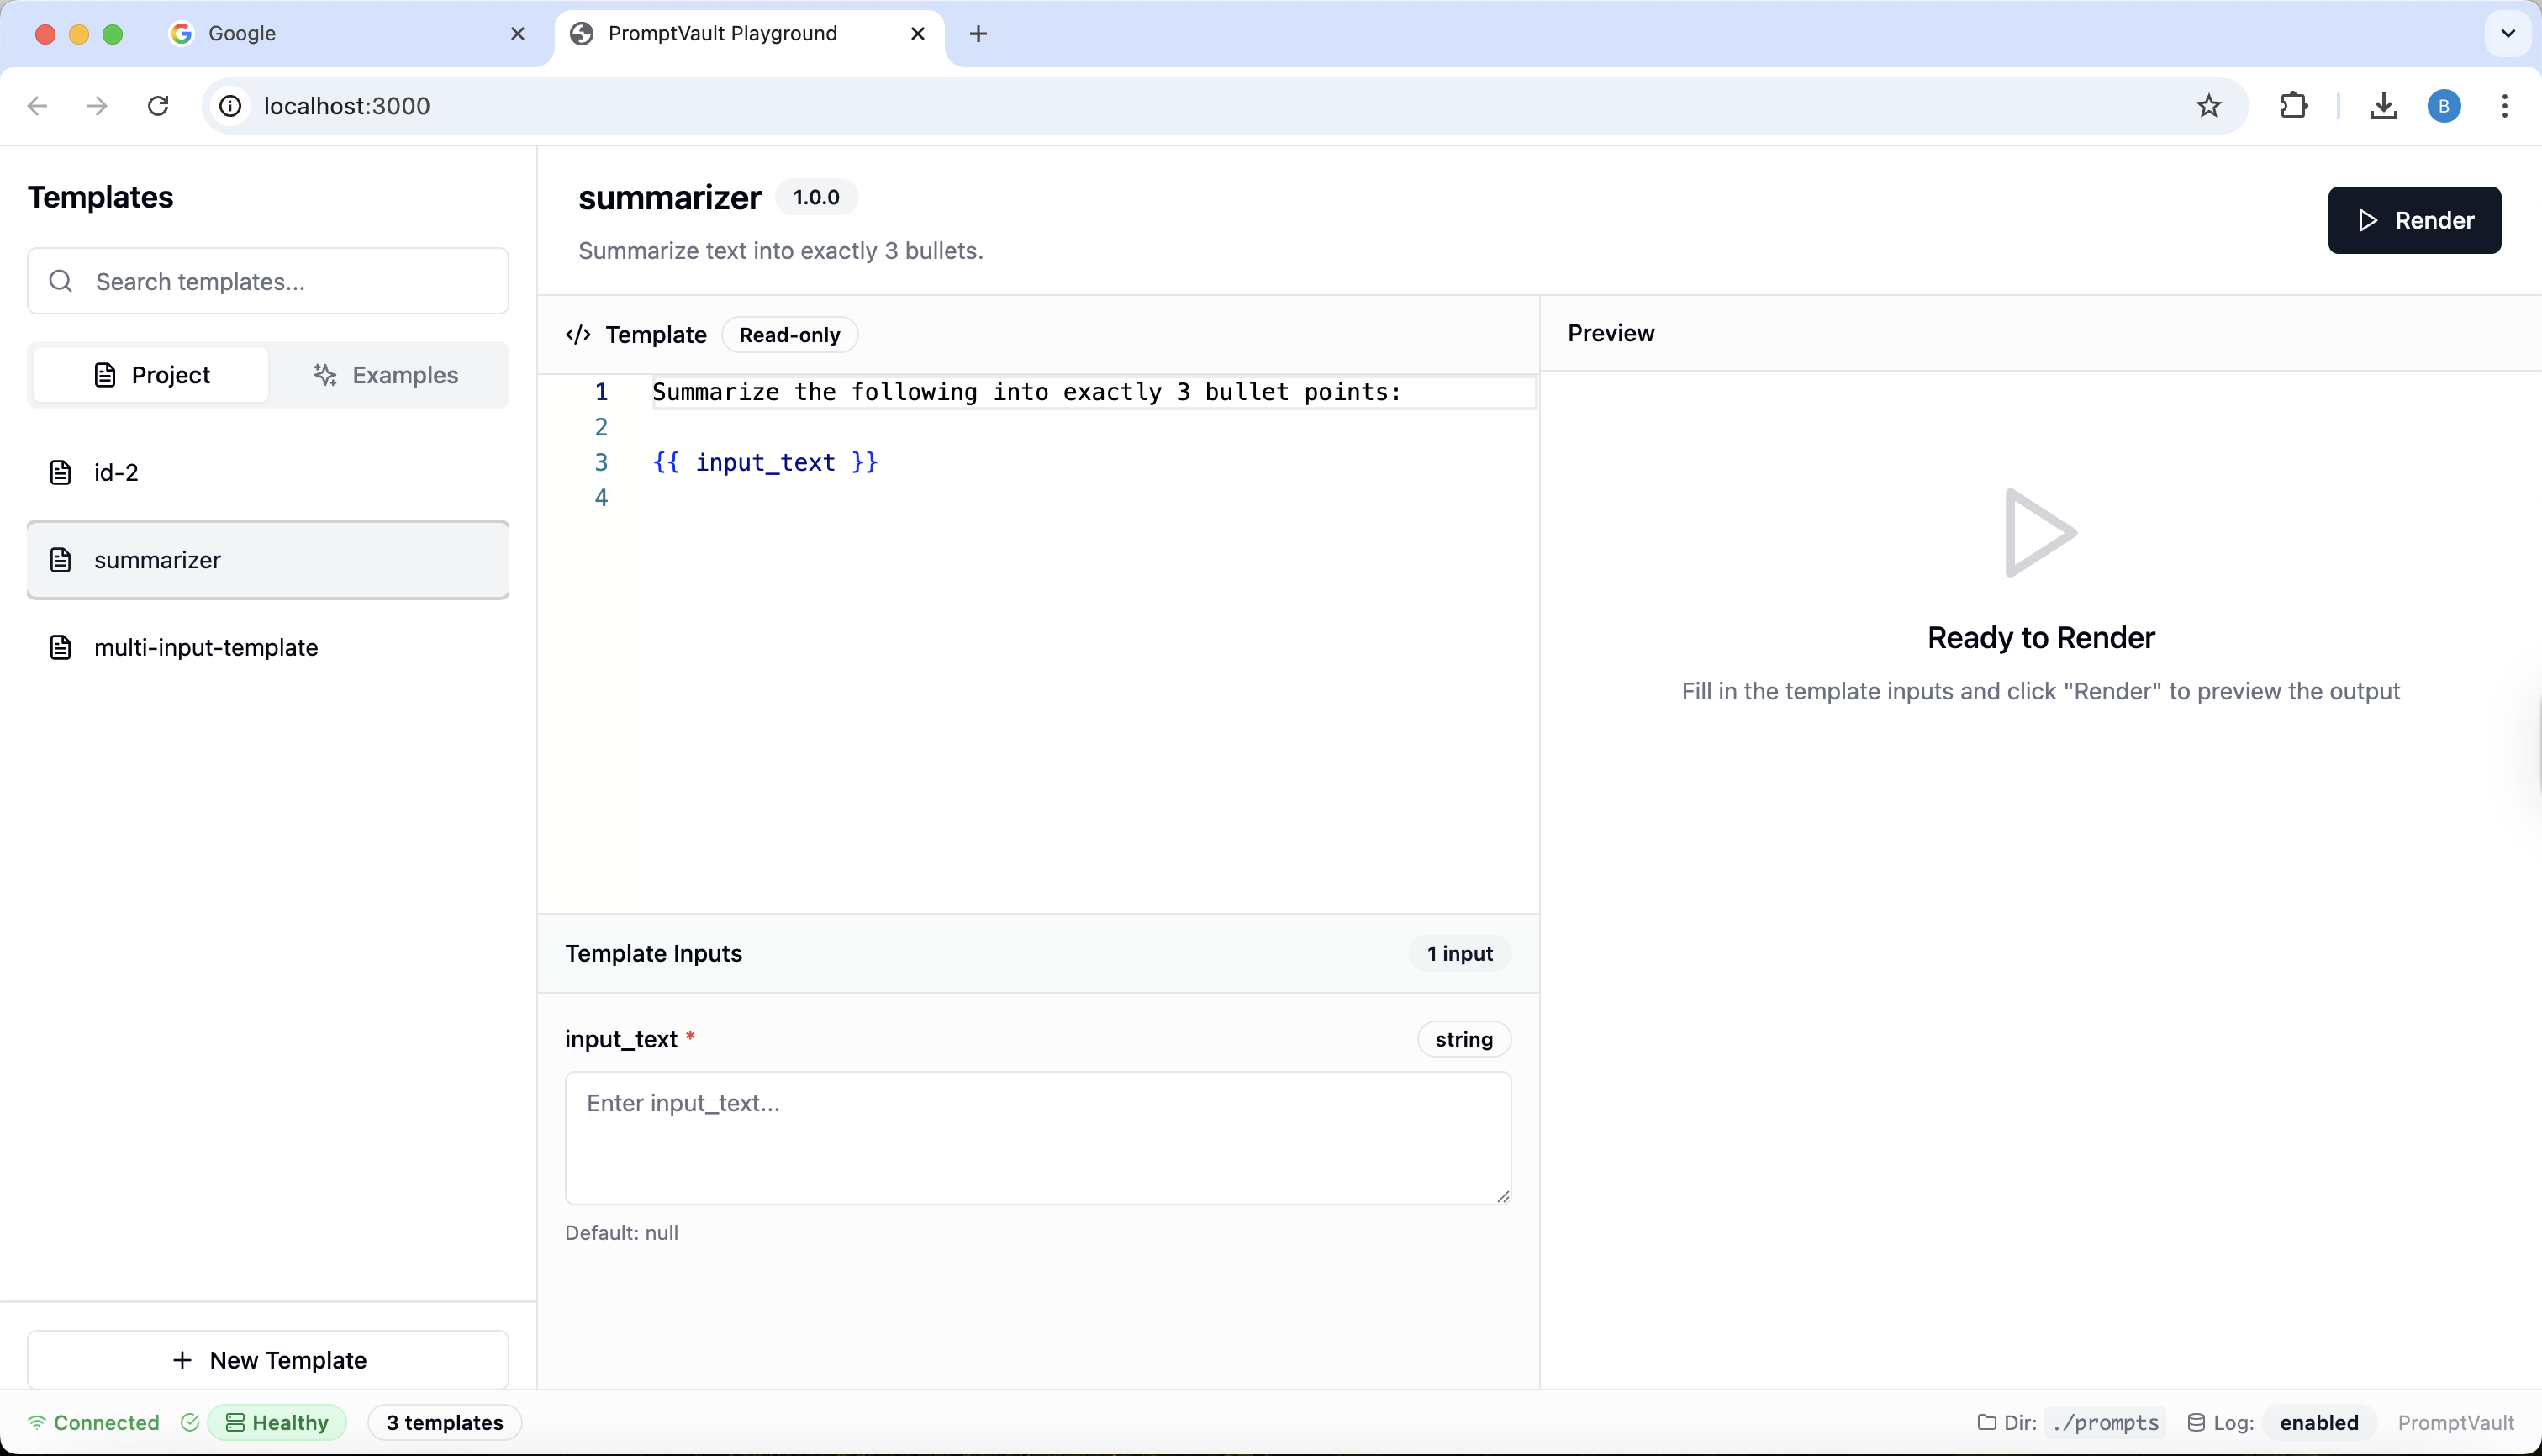 Google
PromptVault Playground
localhost:3000
B
Templates
Search templates...
Project
Examples
id-2
summarizer
multi-input-template
New Template
summarizer
1.0.0
Summarize text into exactly 3 bullets.
Render
Template
Read-only
1 Summarize the following into exactly 3 bullet points:
2
3 {{ input_text }}
4
Template Inputs
1 input
input_text *
string
Enter input_text...
Default: null
Preview
Ready to Render
Fill in the template inputs and click "Render" to preview the output
Connected
Healthy
3 templates
Dir: ./prompts
Log: enabled
PromptVault